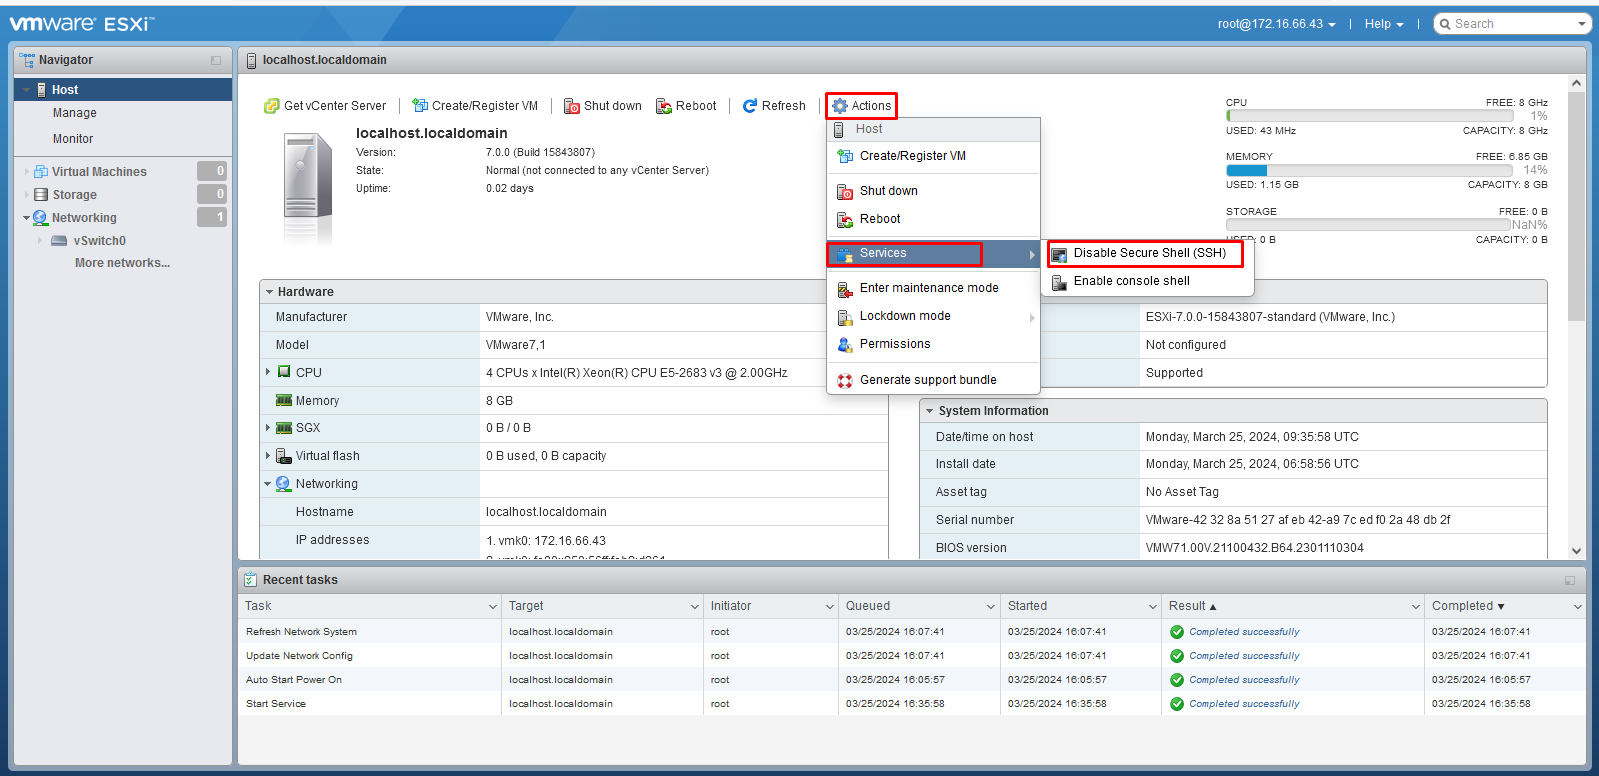 vmware ESXi™
root@172.16.66.43 | Help | Search
Navigator
Host
Manage
Monitor
Virtual Machines 0
Storage 0
Networking 1
vSwitch0
More networks...
localhost.localdomain
Get vCenter Server | Create/Register VM | Shut down Reboot | Refresh | Actions
localhost.localdomain
Version: 7.0.0 (Build 15843807)
State: Normal (not connected to any vCenter Server)
Uptime: 0.02 days
Host
Create/Register VM
Shut down
Reboot
Services
Enter maintenance mode
Lockdown mode
Permissions
Generate support bundle
Disable Secure Shell (SSH)
Enable console shell
CPU FREE: 8 GHz
1%
USED: 43 MHz CAPACITY: 8 GHz
MEMORY FREE: 6.85 GB
14%
USED: 1.15 GB CAPACITY: 8 GB
STORAGE FREE: 0 B
NaN%
USED: 0 B CAPACITY: 0 B
Hardware
Manufacturer VMware, Inc.
Model VMware7,1
CPU 4 CPUs x Intel(R) Xeon(R) CPU E5-2683 v3 @ 2.00GHz
Memory 8 GB
SGX 0 B / 0 B
Virtual flash 0 B used, 0 B capacity
Networking
Hostname localhost.localdomain
IP addresses 1. vmk0: 172.16.66.43
ESXi-7.0.0-15843807-standard (VMware, Inc.)
Not configured
Supported
System Information
Date/time on host Monday, March 25, 2024, 09:35:58 UTC
Install date Monday, March 25, 2024, 06:58:56 UTC
Asset tag No Asset Tag
Serial number VMware-42 32 8a 51 27 af eb 42-a9 7c ed f0 2a 48 db 2f
BIOS version VMW71.00V.21100432.B64.2301110304
Recent tasks
Task Target Initiator Queued Started Result Completed
Refresh Network System localhost.localdomain root 03/25/2024 16:07:41 03/25/2024 16:07:41 Completed successfully 03/25/2024 16:07:41
Update Network Config localhost.localdomain root 03/25/2024 16:07:41 03/25/2024 16:07:41 Completed successfully 03/25/2024 16:07:41
Auto Start Power On localhost.localdomain root 03/25/2024 16:05:57 03/25/2024 16:05:57 Completed successfully 03/25/2024 16:05:57
Start Service localhost.localdomain root 03/25/2024 16:35:58 03/25/2024 16:35:58 Completed successfully 03/25/2024 16:35:58